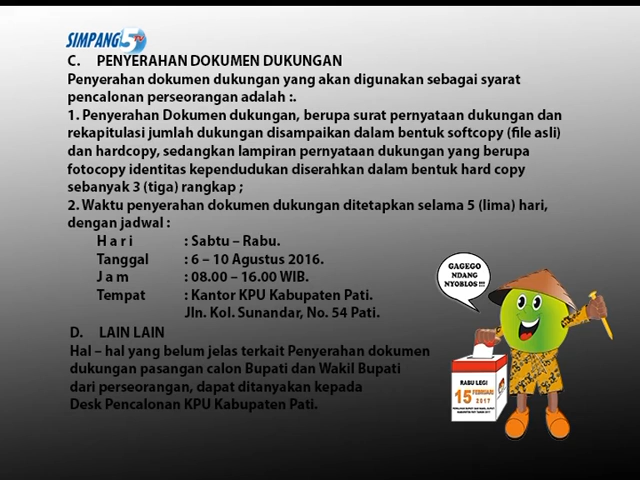 SIMPANG5 TV
C. PENYERAHAN DOKUMEN DUKUNGAN
Penyerahan dokumen dukungan yang akan digunakan sebagai syarat
pencalonan perseorangan adalah :.
1. Penyerahan Dokumen dukungan, berupa surat pernyataan dukungan dan
rekapitulasi jumlah dukungan disampaikan dalam bentuk softcopy (file asli)
dan hardcopy, sedangkan lampiran pernyataan dukungan yang berupa
fotocopy identitas kependudukan diserahkan dalam bentuk hard copy
sebanyak 3 (tiga) rangkap ;
2. Waktu penyerahan dokumen dukungan ditetapkan selama 5 (lima) hari,
dengan jadwal :
H a r i : Sabtu – Rabu.
Tanggal : 6 – 10 Agustus 2016.
J a m : 08.00 – 16.00 WIB.
Tempat : Kantor KPU Kabupaten Pati.
Jln. Kol. Sunandar, No. 54 Pati.
D. LAIN LAIN
Hal – hal yang belum jelas terkait Penyerahan dokumen
dukungan pasangan calon Bupati dan Wakil Bupati
dari perseorangan, dapat ditanyakan kepada
Desk Pencalonan KPU Kabupaten Pati.
GAGEGO
NDANG
NYOBLOS !!!
RABU LEGI
15 FEBRUARI
2017